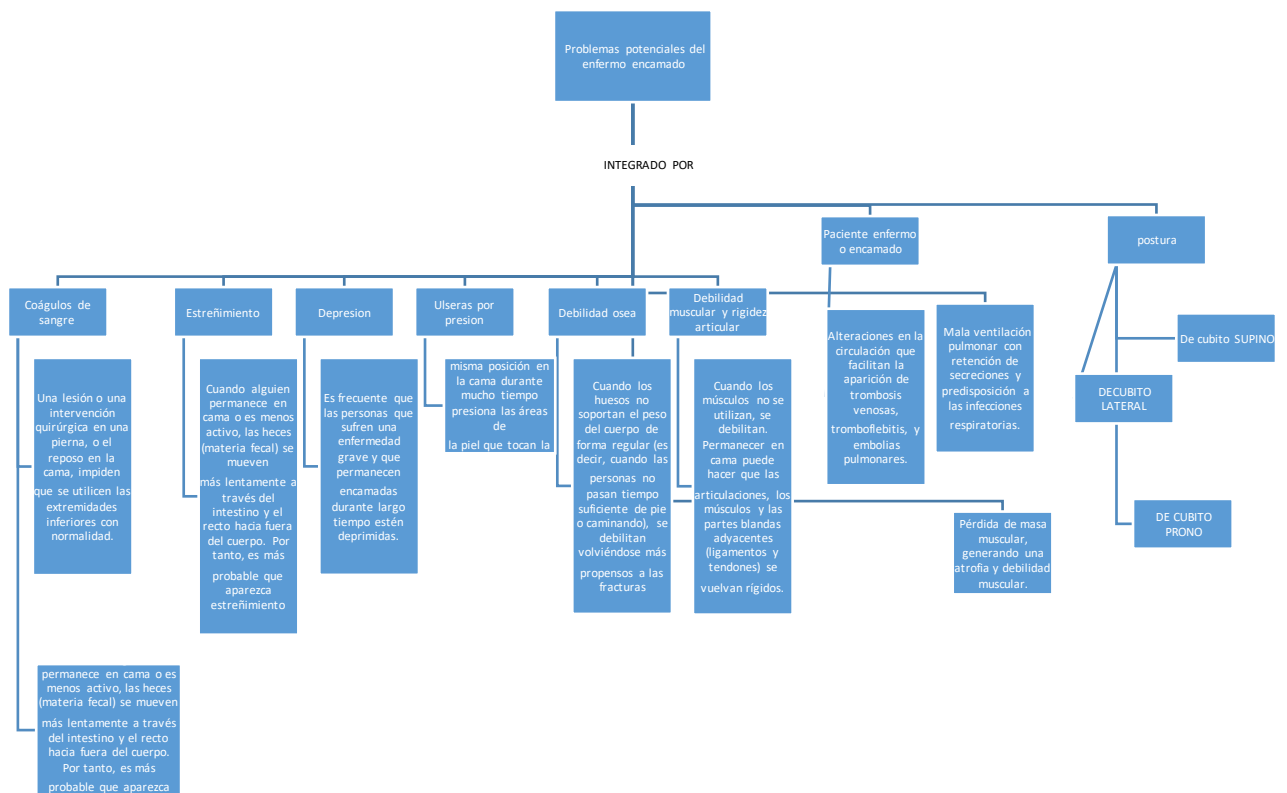 Problemas potenciales del
enfermo encamado
INTEGRADO POR
Paciente enfermo
o encamado
postura
Coágulos de
sangre
Estreñimiento
Depresion
Ulseras por
presion
Debilidad osea
Debilidad
muscular y rigidez
articular
Una lesión o una
intervención
quirúrgica en una
pierna, o el
reposo en la
cama, impiden
que se utilicen las
extremidades
inferiores con
normalidad.
permanece en cama o es
menos activo, las heces
(materia fecal) se mueven
más lentamente a través
del intestino y el recto
hacia fuera del cuerpo.
Por tanto, es más
probable que aparezca
Cuando alguien
permanece en
cama o es menos
activo, las heces
(materia fecal) se
mueven
más lentamente a
través del
intestino y el
recto hacia fuera
del cuerpo. Por
tanto, es más
probable que
aparezca
estreñimiento
Es frecuente que
las personas que
sufren una
enfermedad
grave y que
permanecen
encamadas
durante largo
tiempo estén
deprimidas.
misma posición en
la cama durante
mucho tiempo
presiona las áreas
de
la piel que tocan la
Cuando los
huesos no
soportan el peso
del cuerpo de
forma regular (es
decir, cuando las
personas no
pasan tiempo
suficiente de pie
o caminando), se
debilitan
volviéndose más
propensos a las
fracturas
Cuando los
músculos no se
utilizan, se
debilitan.
Permanecer en
cama puede
hacer que las
articulaciones, los
músculos y las
partes blandas
adyacentes
(ligamentos y
tendones) se
vuelvan rígidos.
Alteraciones en la
circulación que
facilitan la
aparición de
trombosis
venosas,
tromboflebitis, y
embolias
pulmonares.
Mala ventilación
pulmonar con
retención de
secreciones y
predisposición a
las infecciones
respiratorias.
Pérdida de masa
muscular,
generando una
atrofia y debilidad
muscular.
De cubito SUPINO
DECUBITO
LATERAL
DE CUBITO
PRONO